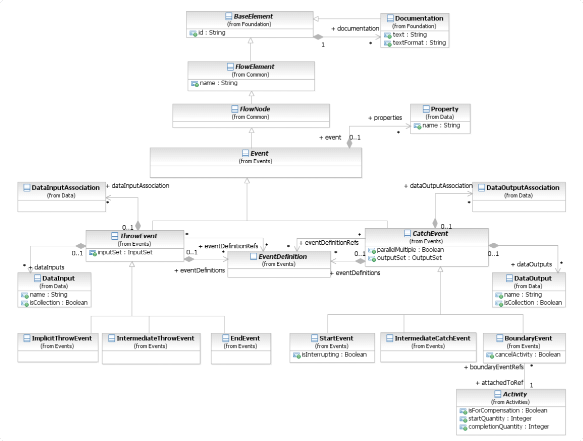 BaseElement
(from Foundation)
id : String
+ documentation
1
*
Documentation
(from Foundation)
text : String
textFormat : String
FlowElement
(from Common)
name : String
FlowNode
(from Common)
+ properties
*
Property
(from Data)
name : String
+ event
0..1
Event
(from Events)
DataInputAssociation
(from Data)
+ dataInputAssociation
*
+ dataOutputAssociation
*
DataOutputAssociation
(from Data)
0..1
0..1
ThrowEvent
(from Events)
inputSet : InputSet
*
*
+ eventDefinitionRefs
*
*
+ eventDefinitionRefs
CatchEvent
(from Events)
parallelMultiple : Boolean
outputSet : OutputSet
0..1
0..1
0..1
0..1
EventDefinition
(from Events)
*
*
+ eventDefinitions
+ eventDefinitions
*
+ dataInputs
DataInput
(from Data)
name : String
isCollection : Boolean
*
+ dataOutputs
DataOutput
(from Data)
name : String
isCollection : Boolean
ImplicitThrowEvent
(from Events)
IntermediateThrowEvent
(from Events)
EndEvent
(from Events)
StartEvent
(from Events)
isInterrupting : Boolean
IntermediateCatchEvent
(from Events)
BoundaryEvent
(from Events)
cancelActivity : Boolean
+ boundaryEventRefs
*
+ attachedToRef
1
Activity
(from Activities)
isForCompensation : Boolean
startQuantity : Integer
completionQuantity : Integer